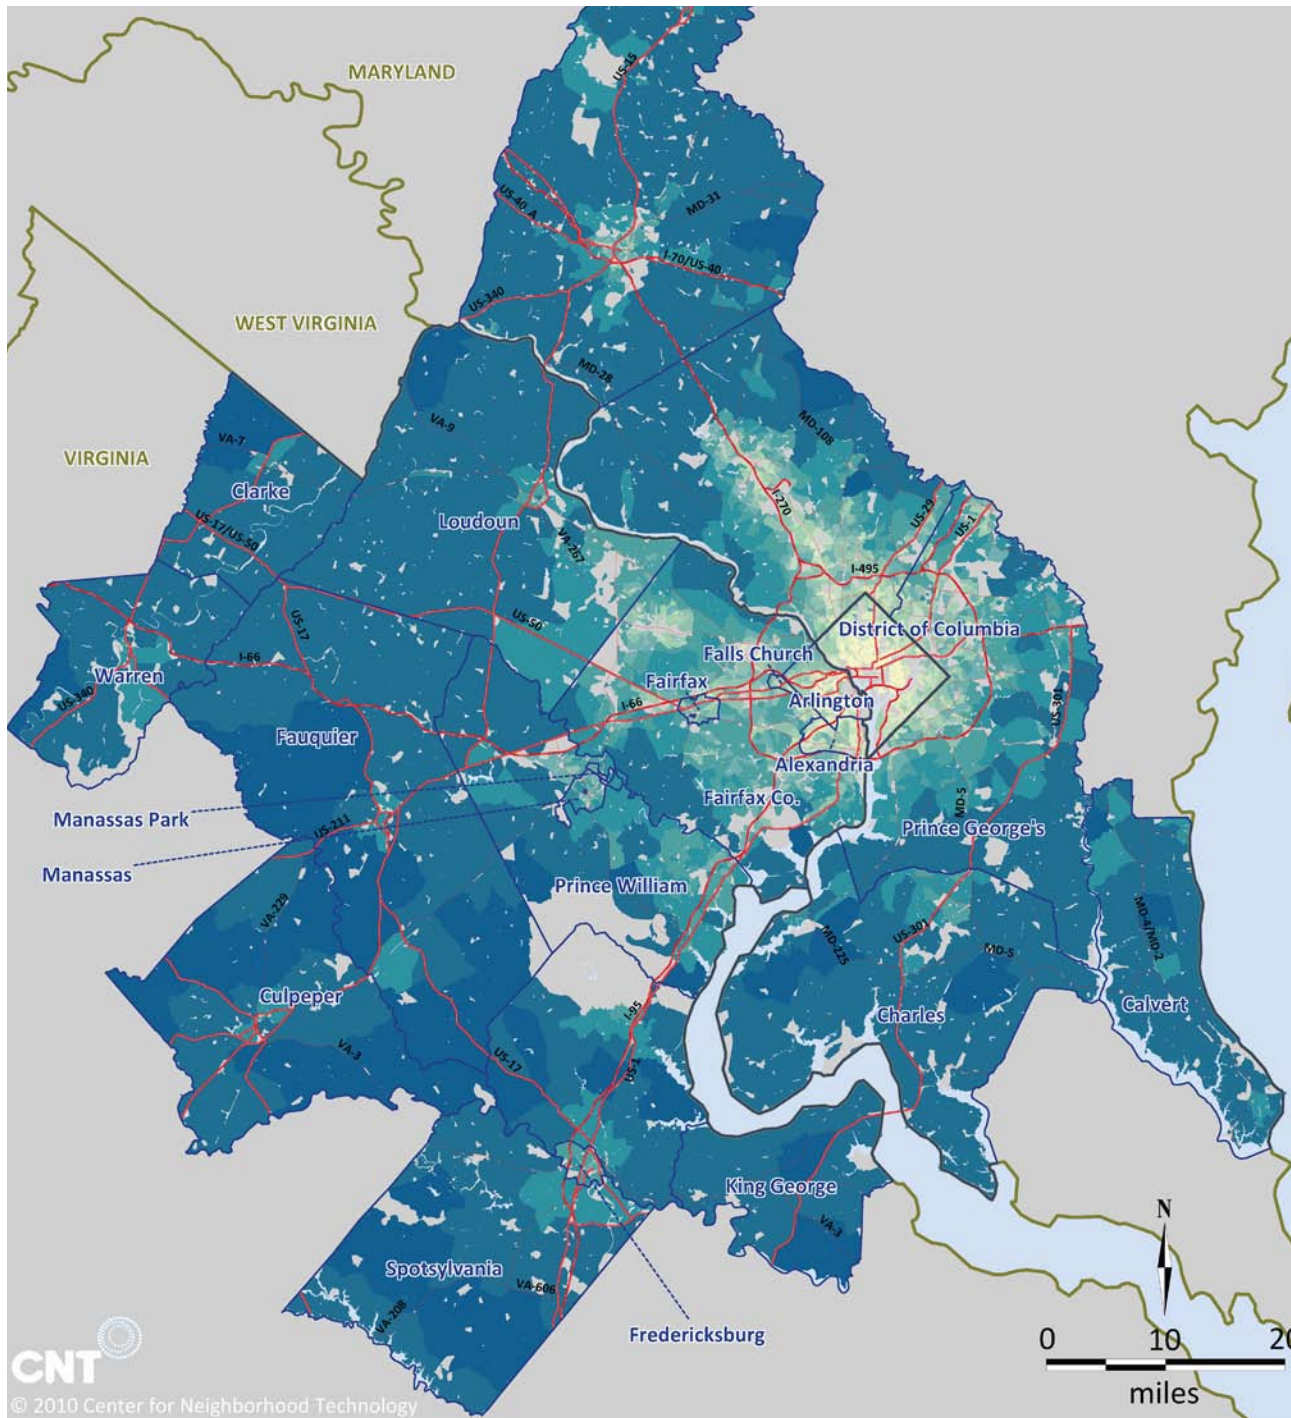 US-15
MARYLAND
US-40_A
MD-31
I-70/US-40
US-340
WEST VIRGINIA
MD-28
MD-108
VA-9
VA-7
VIRGINIA
Clarke
I-270
US-29
US-1
US-17/US-50
Loudoun
VA-267
I-495
US-17
US-50
District of Columbia
Falls Church
I-66
Warren
Fairfax
US-340
Arlington
US-301
I-66
Fauquier
Alexandria
Fairfax Co.
MD-5
Manassas Park
US-211
Prince George's
Manassas
Prince William
VA-229
US-301
MD-225
MD-5
MD-4/MD-2
Culpeper
Charles
Calvert
I-95
VA-3
US-17
US-1
King George
N
VA-3
Spotsylvania
VA-606
VA-208
Fredericksburg
0 10 20
miles
CNT
© 2010 Center for Neighborhood Technology